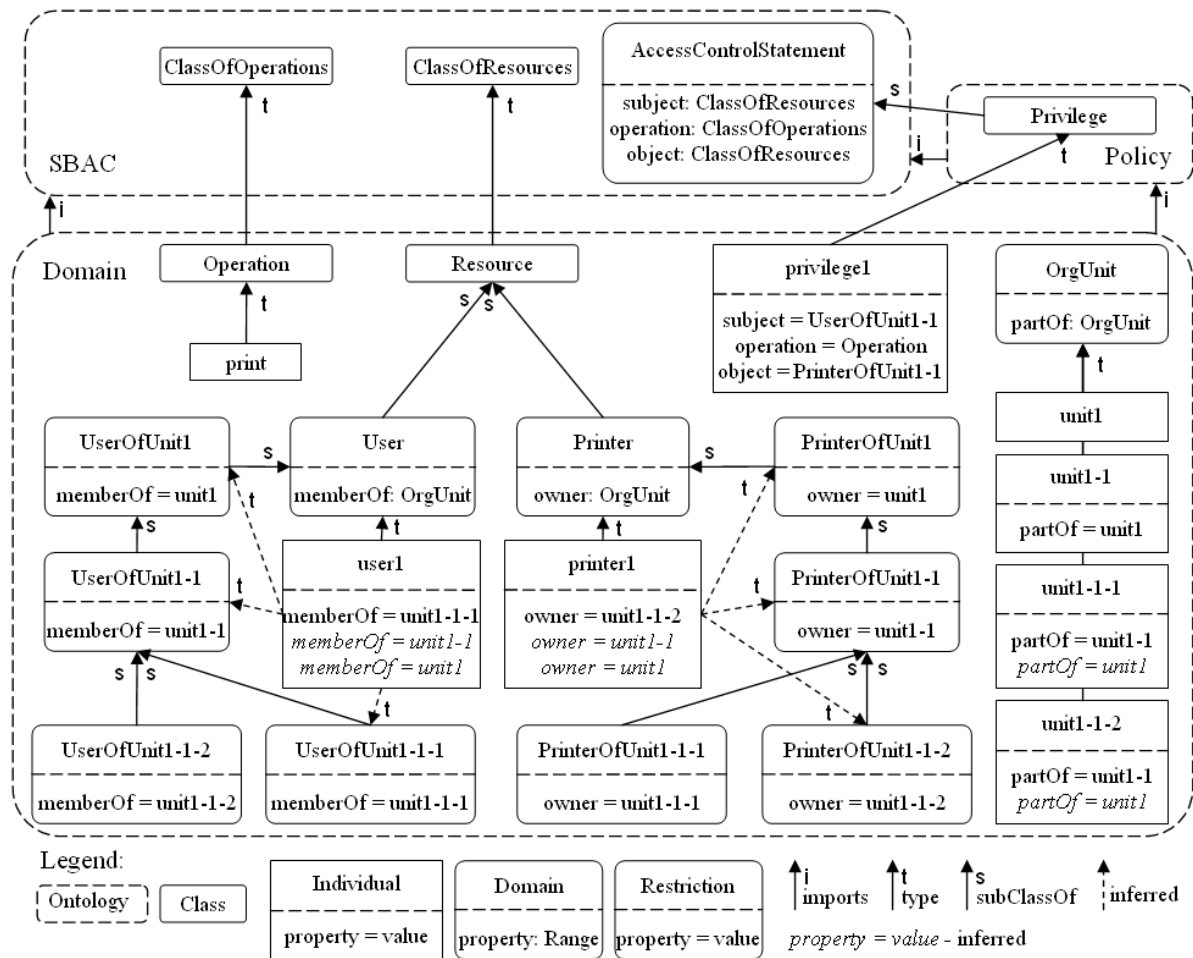 ClassOfOperations
t
ClassOfResources
t
AccessControlStatement
subject: ClassOfResources
operation: ClassOfOperations
object: ClassOfResources
s
SBAC
Privilege
t
Policy
i
i
i
Domain
Operation
t
print
Resource
s s
privilege1
subject = UserOfUnit1-1
operation = Operation
object = PrinterOfUnit1-1
OrgUnit
partOf: OrgUnit
t
unit1
unit1-1
partOf = unit1
unit1-1-1
partOf = unit1-1
partOf = unit1
unit1-1-2
partOf = unit1-1
partOf = unit1
UserOfUnit1
memberOf = unit1
s
User
memberOf: OrgUnit
t
t
Printer
owner: OrgUnit
t
s
PrinterOfUnit1
owner = unit1
t
s
UserOfUnit1-1
memberOf = unit1-1
t
user1
memberOf = unit1-1-1
memberOf = unit1-1
memberOf = unit1
t
printer1
owner = unit1-1-2
owner = unit1-1
owner = unit1
t
s
PrinterOfUnit1-1
owner = unit1-1
s s
s s
t
UserOfUnit1-1-2
memberOf = unit1-1-2
UserOfUnit1-1-1
memberOf = unit1-1-1
PrinterOfUnit1-1-1
owner = unit1-1-1
PrinterOfUnit1-1-2
owner = unit1-1-2
Legend:
Ontology
Class
Individual
property = value
Domain
property: Range
Restriction
property = value
i
imports
t
type
s
subClassOf
inferred
property = value - inferred